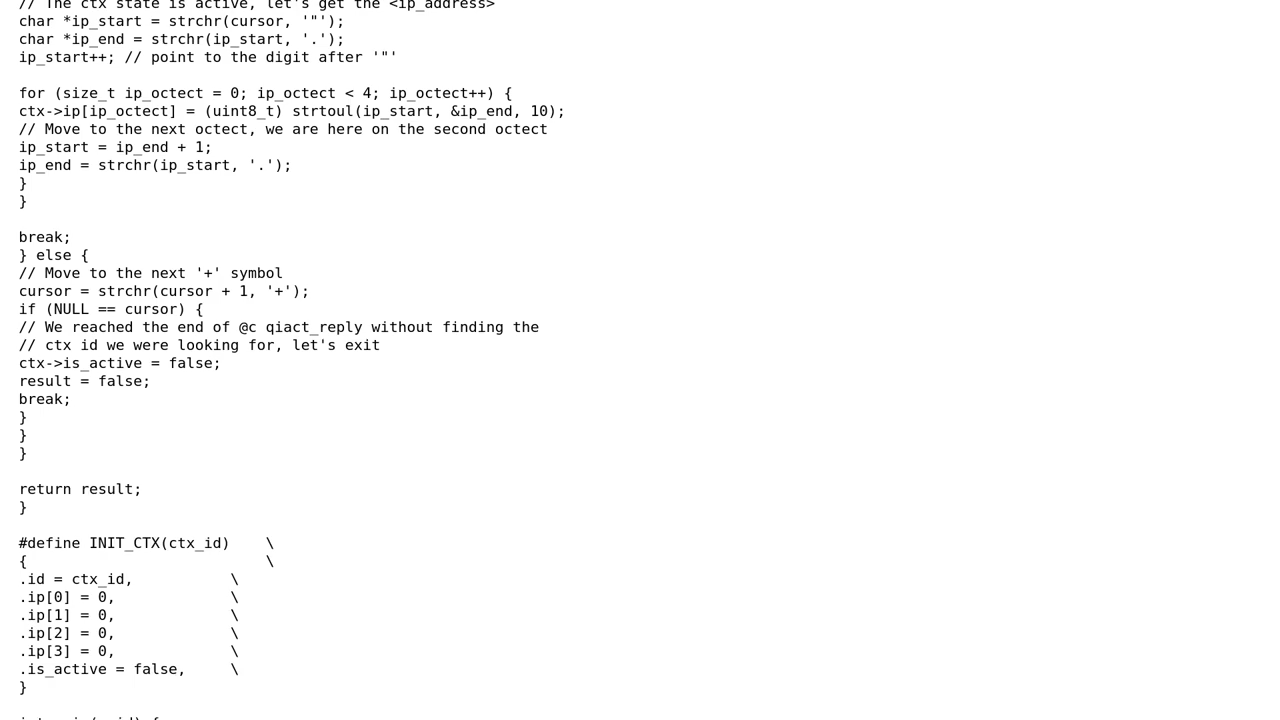 // The ctx state is active, let's get the <ip_address>
char *ip_start = strchr(cursor, '"');
char *ip_end = strchr(ip_start, '.');
ip_start++; // point to the digit after '"'

for (size_t ip_octect = 0; ip_octect < 4; ip_octect++) {
ctx->ip[ip_octect] = (uint8_t) strtoul(ip_start, &ip_end, 10);
// Move to the next octect, we are here on the second octect
ip_start = ip_end + 1;
ip_end = strchr(ip_start, '.');
}
}

break;
} else {
// Move to the next '+' symbol
cursor = strchr(cursor + 1, '+');
if (NULL == cursor) {
// We reached the end of @c qiact_reply without finding the
// ctx id we were looking for, let's exit
ctx->is_active = false;
result = false;
break;
}
}
}

return result;
}

#define INIT_CTX(ctx_id)    \
{                           \
.id = ctx_id,           \
.ip[0] = 0,             \
.ip[1] = 0,             \
.ip[2] = 0,             \
.ip[3] = 0,             \
.is_active = false,     \
}